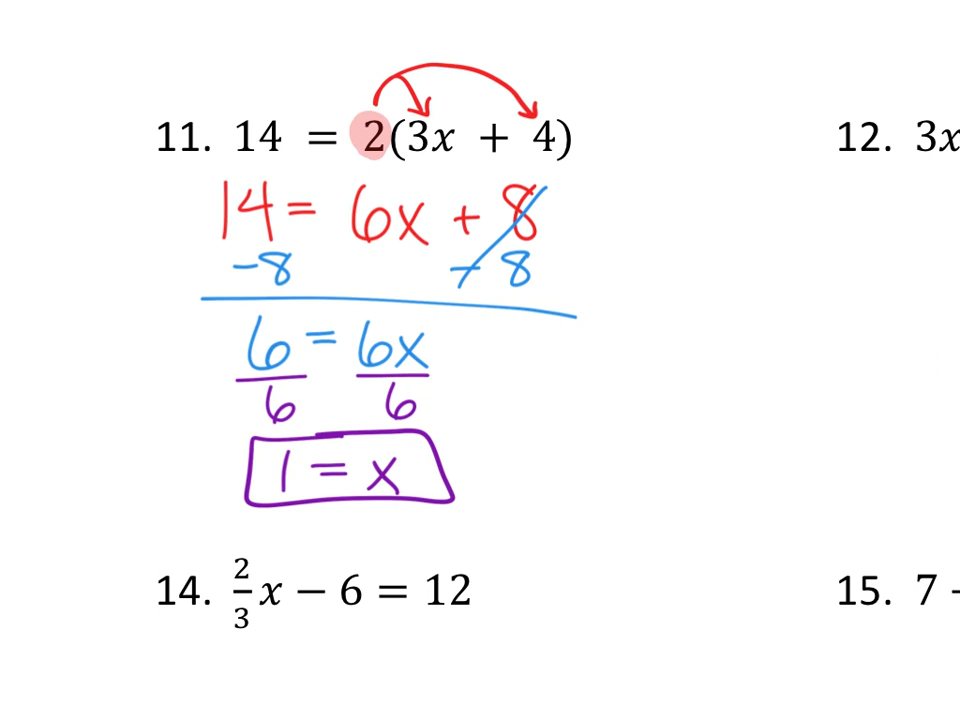 11. 14 = 2(3x + 4)
12. 3x
14 = 6x + 8
-8 - 8
6 = 6x
6 6
1 = x
14. 2/3 x − 6 = 12
15. 7 -